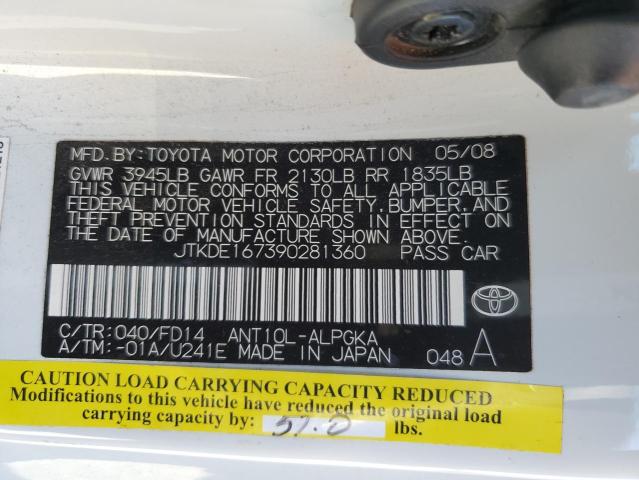 MFD.BY:TOYOTA MOTOR CORPORATION 05/08
GVWR 3945LB GAWR FR 2130LB RR 1835LB
THIS VEHICLE CONFORMS TO ALL APPLICABLE
FEDERAL MOTOR VEHICLE SAFETY, BUMPER, AND
THEFT PREVENTION STANDARDS IN EFFECT ON
THE DATE OF MANUFACTURE SHOWN ABOVE.
JTKDE167390281360 PASS CAR
C/TR:040/FD14 ANT10L-ALPGKA
A/TM:-01A/U241E MADE IN JAPAN 048 A
CAUTION LOAD CARRYING CAPACITY REDUCED
Modifications to this vehicle have reduced the original load
carrying capacity by: 57.0 lbs.